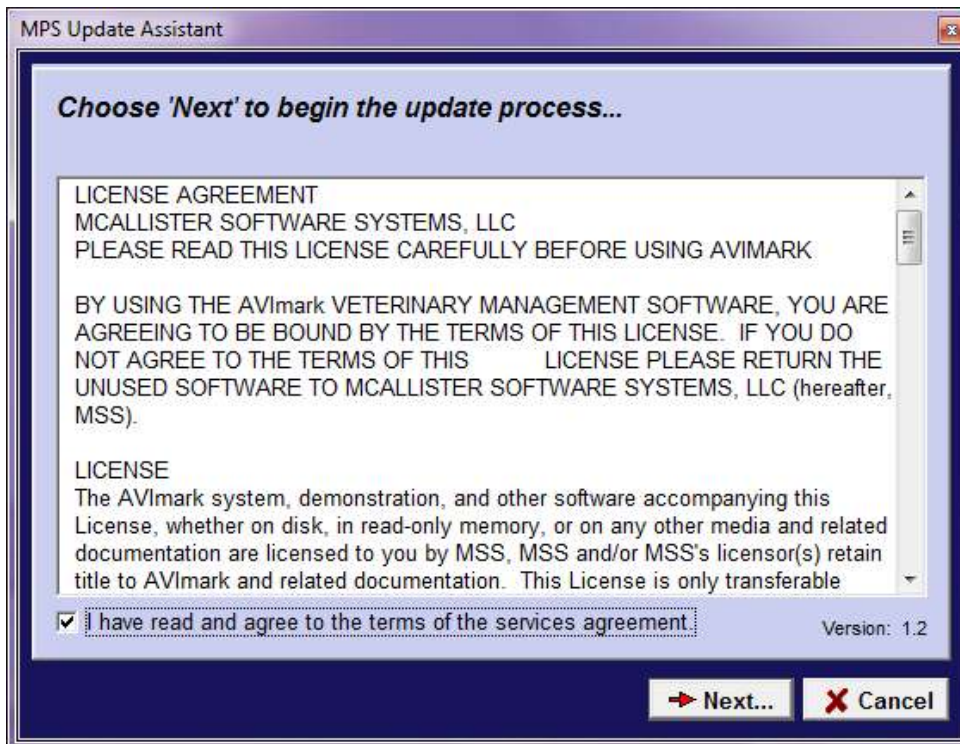 MPS Update Assistant
Choose 'Next' to begin the update process...
LICENSE AGREEMENT
MCALLISTER SOFTWARE SYSTEMS, LLC
PLEASE READ THIS LICENSE CAREFULLY BEFORE USING AVIMARK
BY USING THE AVImark VETERINARY MANAGEMENT SOFTWARE, YOU ARE
AGREEING TO BE BOUND BY THE TERMS OF THIS LICENSE.  IF YOU DO
NOT AGREE TO THE TERMS OF THIS          LICENSE PLEASE RETURN THE
UNUSED SOFTWARE TO MCALLISTER SOFTWARE SYSTEMS, LLC (hereafter,
MSS).
LICENSE
The AVImark system, demonstration, and other software accompanying this
License, whether on disk, in read-only memory, or on any other media and related
documentation are licensed to you by MSS, MSS and/or MSS's licensor(s) retain
title to AVImark and related documentation.  This License is only transferable
I have read and agree to the terms of the services agreement.
Version: 1.2
Next...
Cancel